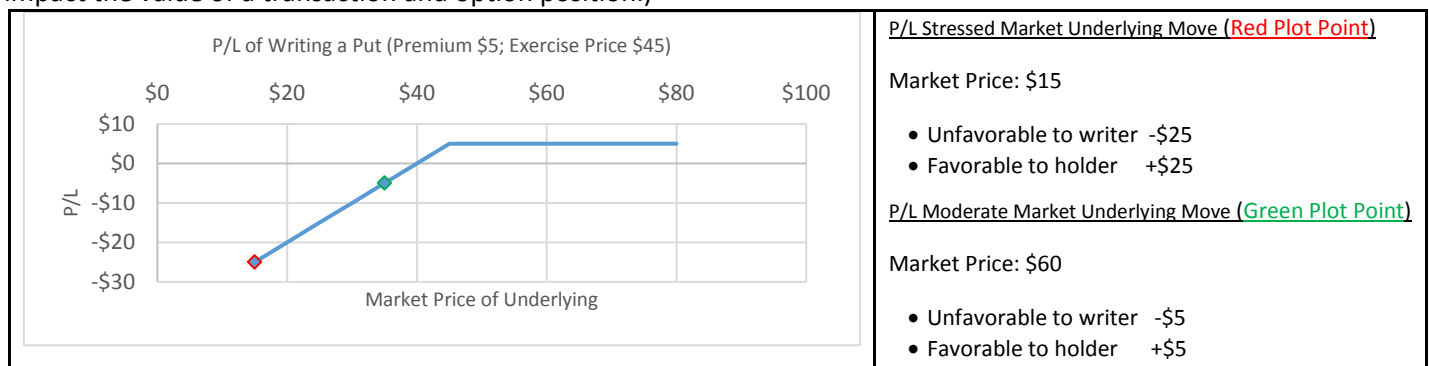 P/L of Writing a Put (Premium $5; Exercise Price $45)
$0 $20 $40 $60 $80 $100
$10
$0
-$10
-$20
-$30
P/L
Market Price of Underlying
P/L Stressed Market Underlying Move (Red Plot Point)
Market Price: $15
• Unfavorable to writer -$25
• Favorable to holder +$25
P/L Moderate Market Underlying Move (Green Plot Point)
Market Price: $60
• Unfavorable to writer -$5
• Favorable to holder +$5